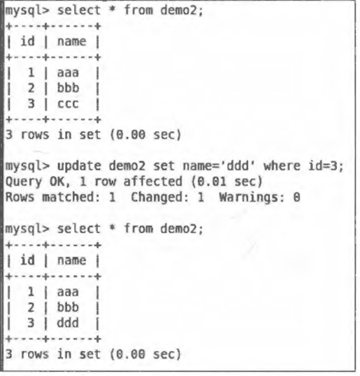 mysql> select * from demo2;
+----+------+
| id | name |
+----+------+
|  1 | aaa  |
|  2 | bbb  |
|  3 | ccc  |
+----+------+
3 rows in set (0.00 sec)

mysql> update demo2 set name='ddd' where id=3;
Query OK, 1 row affected (0.01 sec)
Rows matched: 1  Changed: 1  Warnings: 0

mysql> select * from demo2;
+----+------+
| id | name |
+----+------+
|  1 | aaa  |
|  2 | bbb  |
|  3 | ddd  |
+----+------+
3 rows in set (0.00 sec)